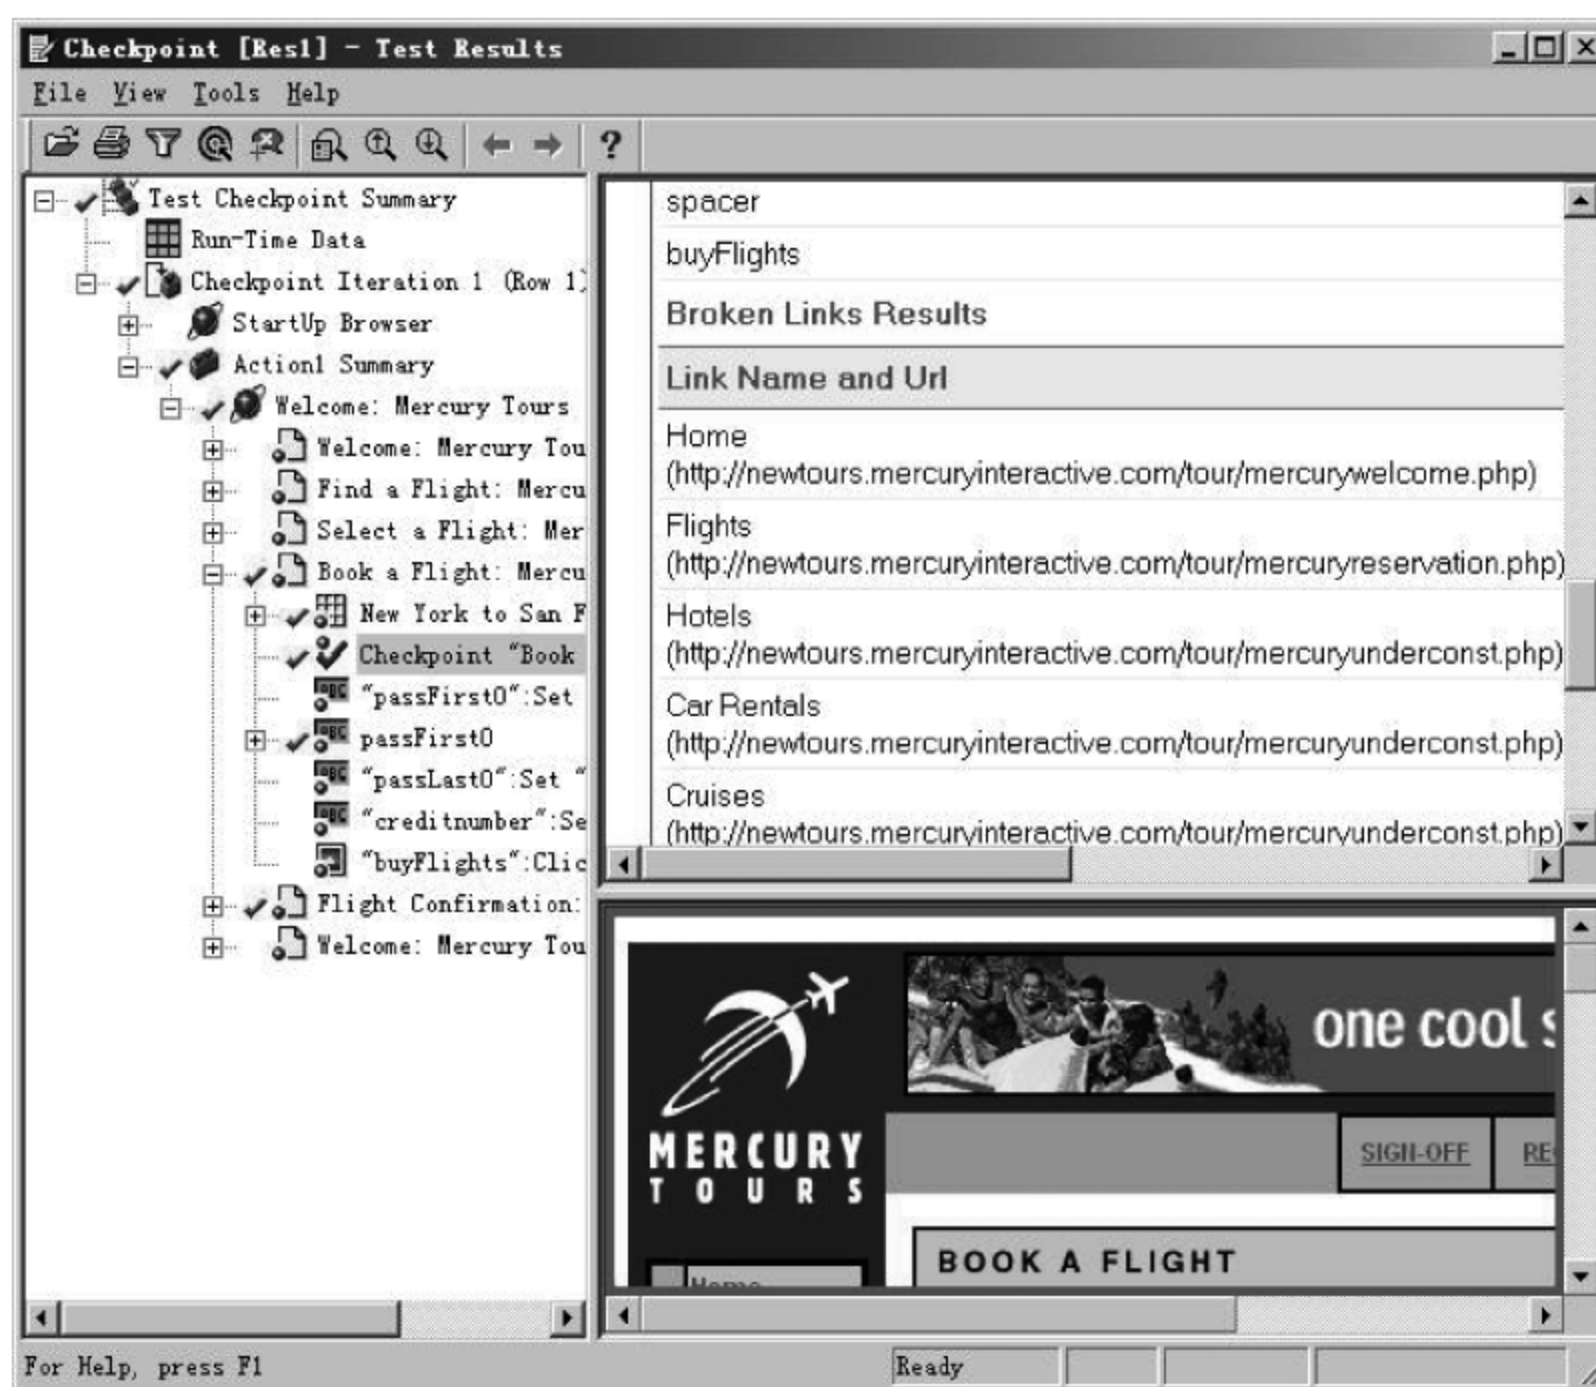 Checkpoint [Res1] - Test Results
File View Tools Help
?
Test Checkpoint Summary
Run-Time Data
Checkpoint Iteration 1 (Row 1)
StartUp Browser
Action1 Summary
Welcome: Mercury Tours
Welcome: Mercury Tou
Find a Flight: Mercu
Select a Flight: Mer
Book a Flight: Mercu
New York to San F
Checkpoint "Book
"passFirst0":Set
passFirst0
"passLast0":Set "
"creditnumber":Se
"buyFlights":Clic
Flight Confirmation:
Welcome: Mercury Tou
spacer
buyFlights
Broken Links Results
Link Name and Url
Home
(http://newtours.mercuryinteractive.com/tour/mercurywelcome.php)
Flights
(http://newtours.mercuryinteractive.com/tour/mercuryreservation.php)
Hotels
(http://newtours.mercuryinteractive.com/tour/mercuryunderconst.php)
Car Rentals
(http://newtours.mercuryinteractive.com/tour/mercuryunderconst.php)
Cruises
(http://newtours.mercuryinteractive.com/tour/mercuryunderconst.php)
one cool s
MERCURY
TOURS
SIGN-OFF RE
BOOK A FLIGHT
Home
For Help, press F1
Ready